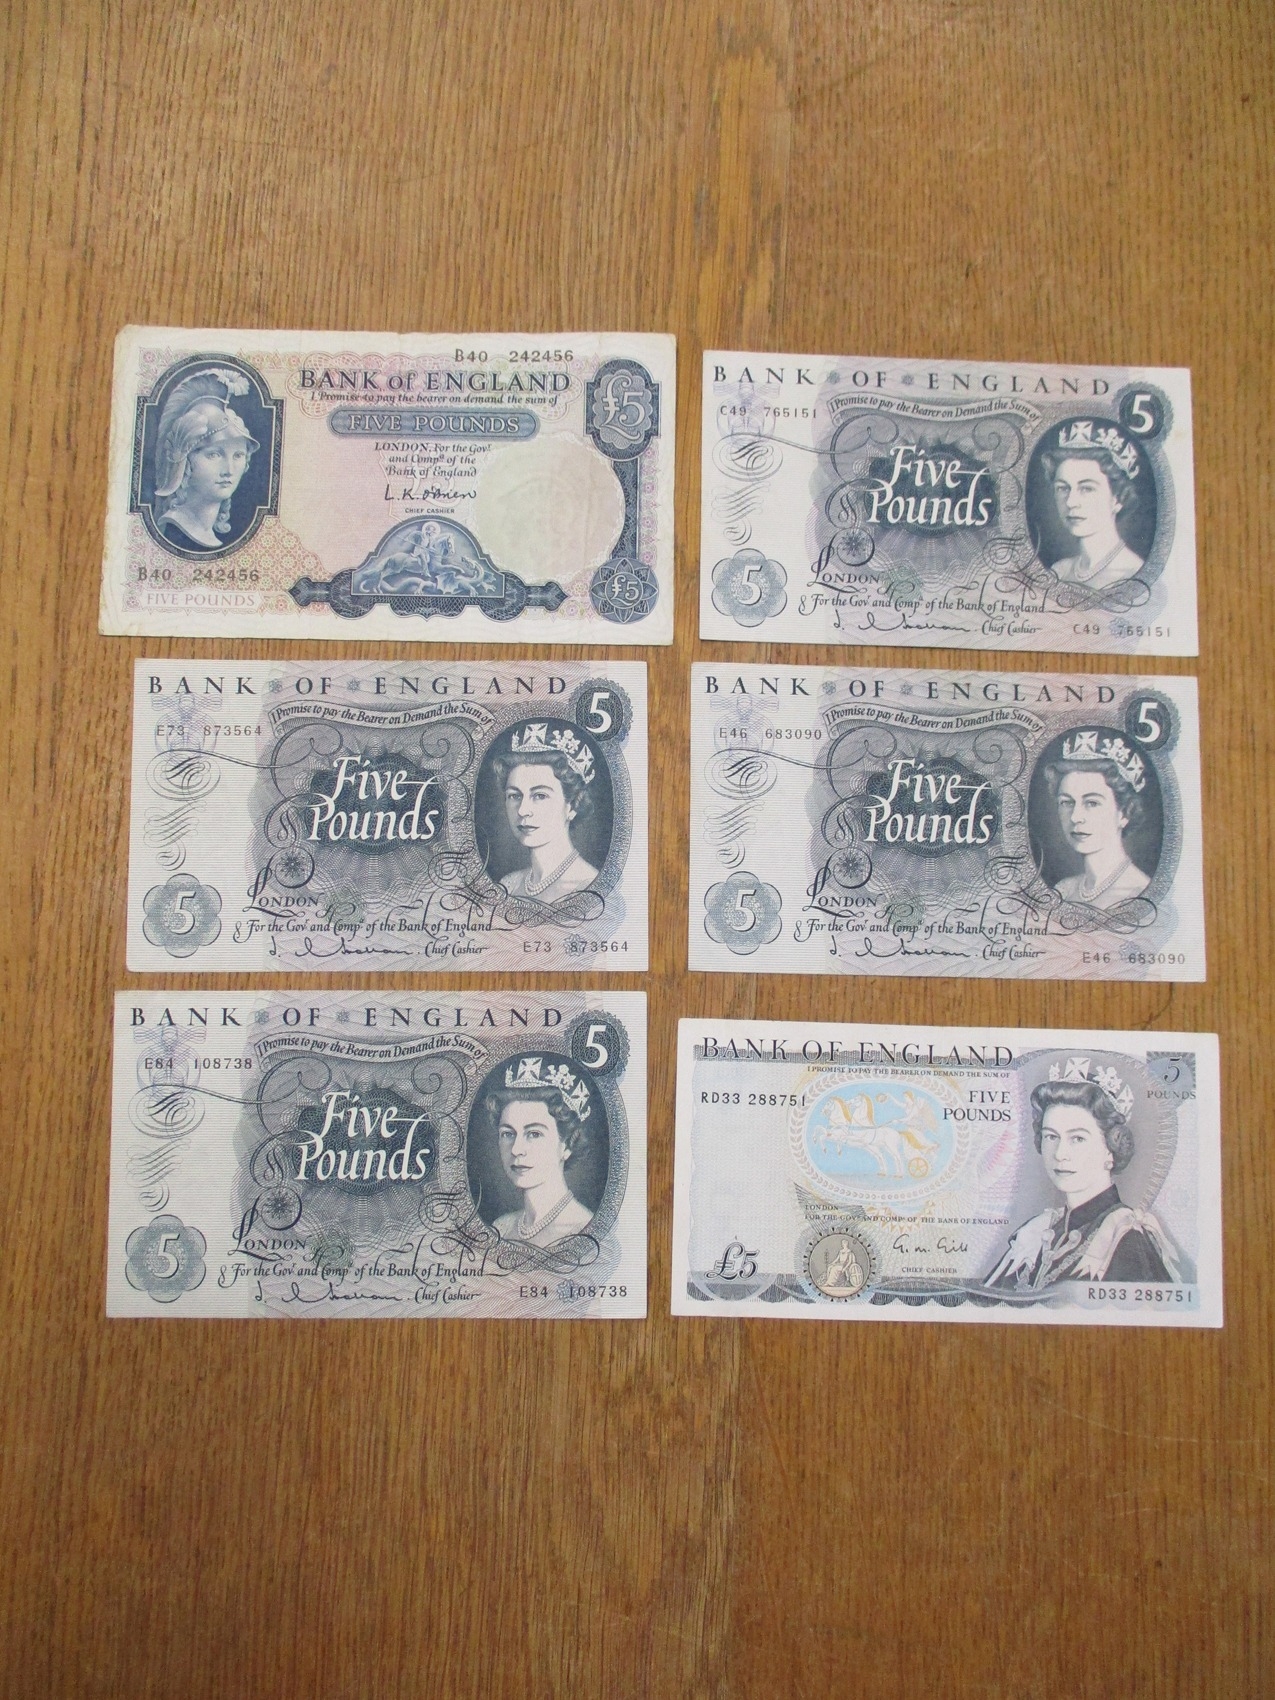 B40 242456
BANK of ENGLAND
I Promise to pay the bearer on demand the sum of
FIVE POUNDS
£5
LONDON, For the Govr
and Compa of the
Bank of England
L.K. O'Brien
CHIEF CASHIER
B40 242456
FIVE POUNDS
£5
BANK OF ENGLAND
C49 765151
I Promise to pay the Bearer on Demand the Sum of
5
Five
Pounds
5
LONDON
For the Govr and Compa of the Bank of England
Chief Cashier
C49 765151
BANK OF ENGLAND
E73 873564
I Promise to pay the Bearer on Demand the Sum of
5
Five
Pounds
5
LONDON
For the Govr and Compa of the Bank of England
Chief Cashier
E73 873564
BANK OF ENGLAND
E46 683090
I Promise to pay the Bearer on Demand the Sum of
5
Five
Pounds
5
LONDON
For the Govr and Compa of the Bank of England
Chief Cashier
E46 683090
BANK OF ENGLAND
E84 108738
I Promise to pay the Bearer on Demand the Sum of
5
Five
Pounds
5
LONDON
For the Govr and Compa of the Bank of England
Chief Cashier
E84 108738
BANK OF ENGLAND
I PROMISE TO PAY THE BEARER ON DEMAND THE SUM OF
5
POUNDS
RD33 288751
FIVE
POUNDS
LONDON
FOR THE GOVR AND COMPA OF THE BANK OF ENGLAND
G.M. Gill
CHIEF CASHIER
£5
RD33 288751